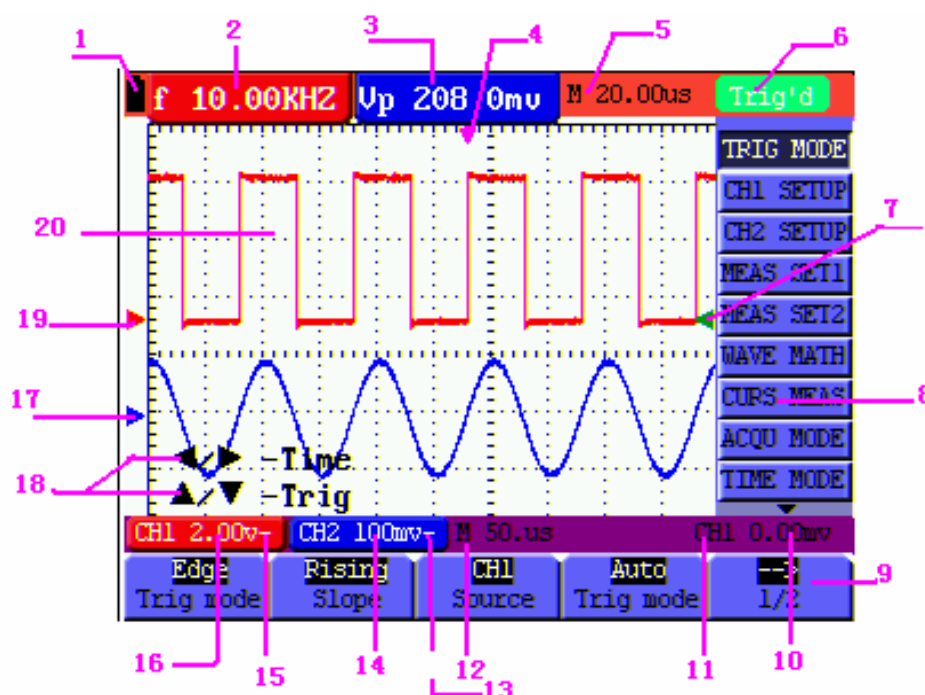 1 2 3 4 5 6
f 10.00KHZ Vp 208 0mv M 20.00us Trig'd
TRIG MODE
CH1 SETUP
7
CH2 SETUP
20
MEAS SET1
19
MEAS SET2
WAVE MATH
17
CURS MEAS
8
ACQU MODE
18
-Time
TIME MODE
-Trig
CH1 2.00v- CH2 100mv- M 50.us CH1 0.00mv
Edge Rising CH1 Auto -->
9
Trig mode Slope Source Trig mode 1/2
16 15 14 12 11 10
13